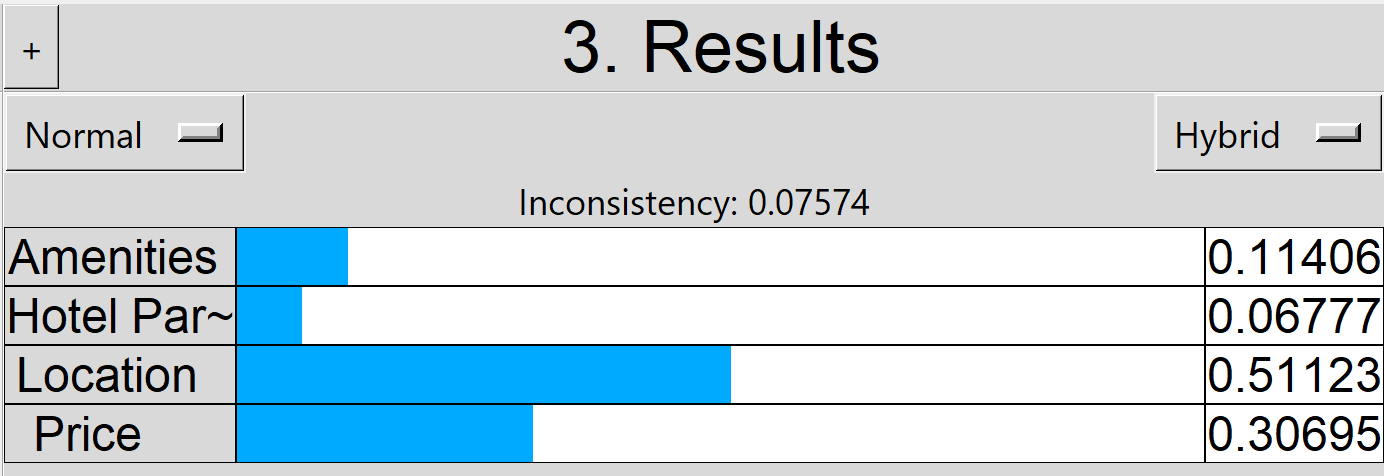 + 3. Results
Normal Hybrid
Inconsistency: 0.07574
Amenities 0.11406
Hotel Par~ 0.06777
Location 0.51123
Price 0.30695